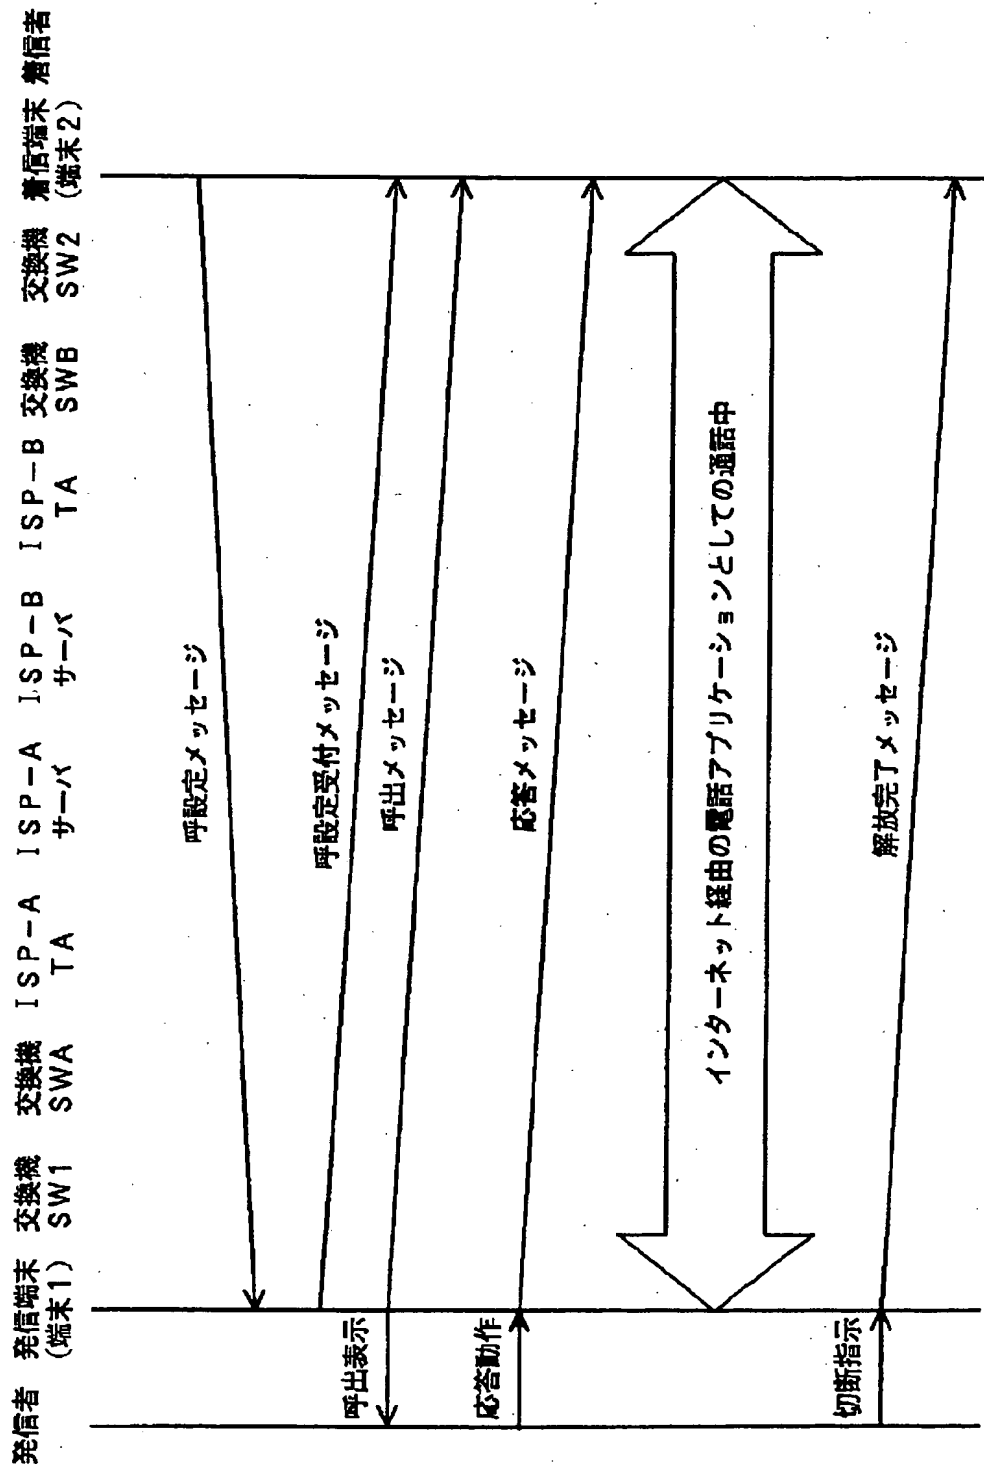 発信者 発信端末 交換機 交換機 ISP-A ISP-A ISP-B ISP-B 交換機 交換機 着信端末 着信者
(端末1) SW1 SWA TA サーバ サーバ TA SWB SW2 (端末2)
呼設定メッセージ
呼設定受付メッセージ
呼出表示
呼出メッセージ
応答動作
応答メッセージ
インターネット経由の電話アプリケーションとしての通話中
切断指示
解放完了メッセージ